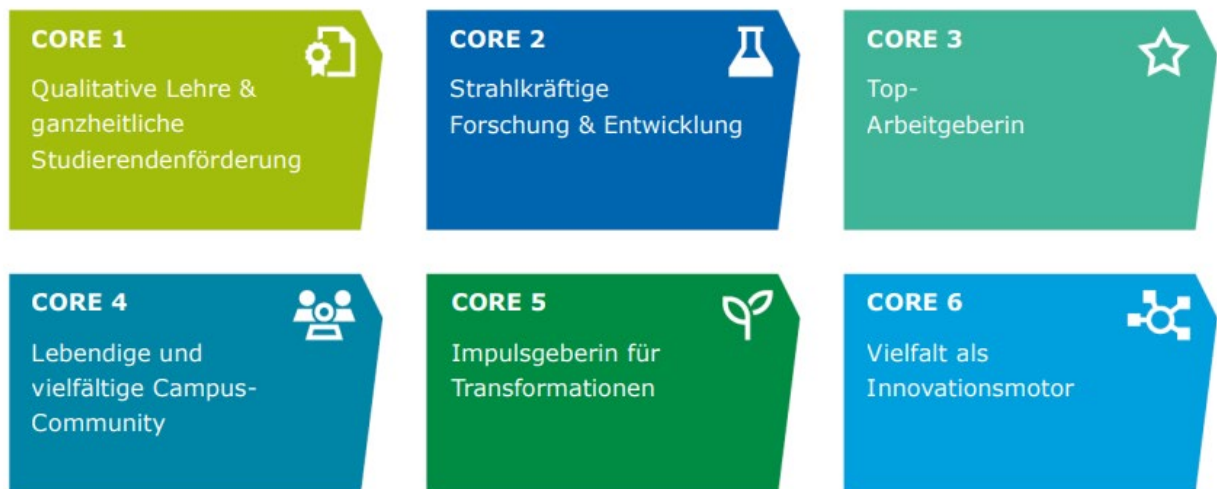 CORE 1
Qualitative Lehre &
ganzheitliche
Studierendenförderung
CORE 2
Strahlkräftige
Forschung & Entwicklung
CORE 3
Top-
Arbeitgeberin
CORE 4
Lebendige und
vielfältige Campus-
Community
CORE 5
Impulsgeberin für
Transformationen
CORE 6
Vielfalt als
Innovationsmotor